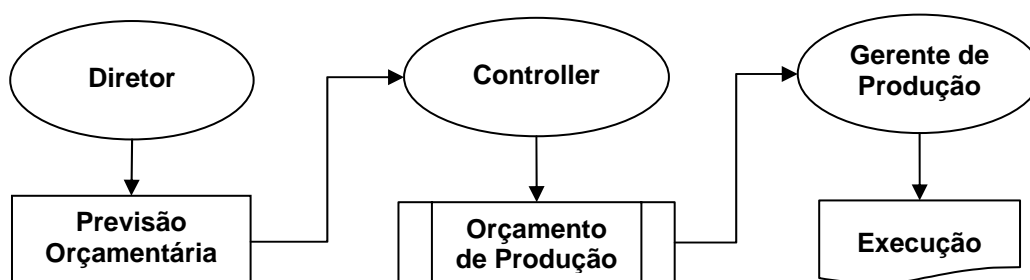 Diretor
Previsão
Orçamentária
Controller
Orçamento
de Produção
Gerente de
Produção
Execução